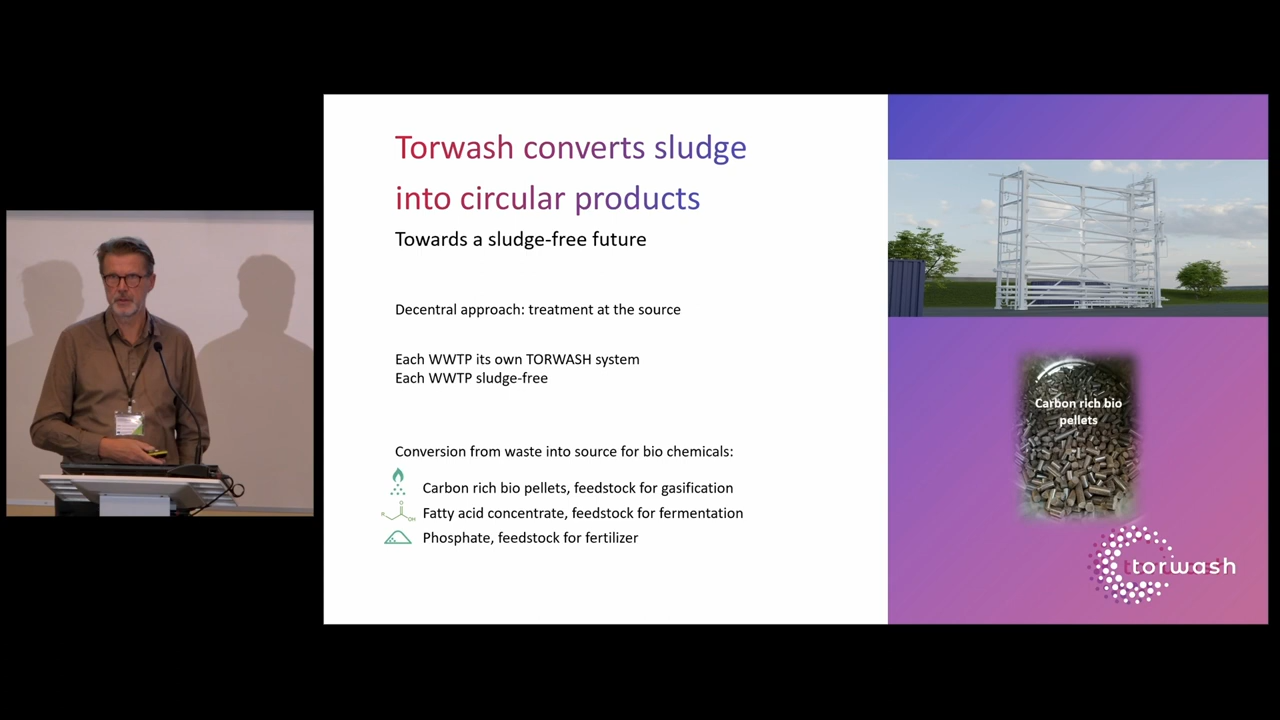 Torwash converts sludge
into circular products
Towards a sludge-free future
Decentral approach: treatment at the source
Each WWTP its own TORWASH system
Each WWTP sludge-free
Conversion from waste into source for bio chemicals:
Carbon rich bio pellets, feedstock for gasification
R
O
OH
Fatty acid concentrate, feedstock for fermentation
Phosphate, feedstock for fertilizer
Carbon rich bio
pellets
torwash